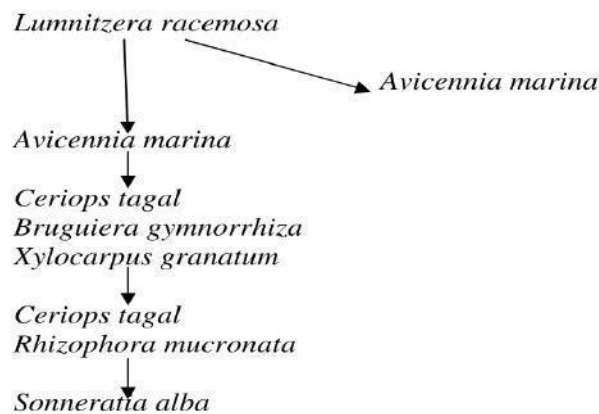 Lumnitzera racemosa
Avicennia marina
Avicennia marina
Ceriops tagal
Bruguiera gymnorrhiza
Xylocarpus granatum
Ceriops tagal
Rhizophora mucronata
Sonneratia alba